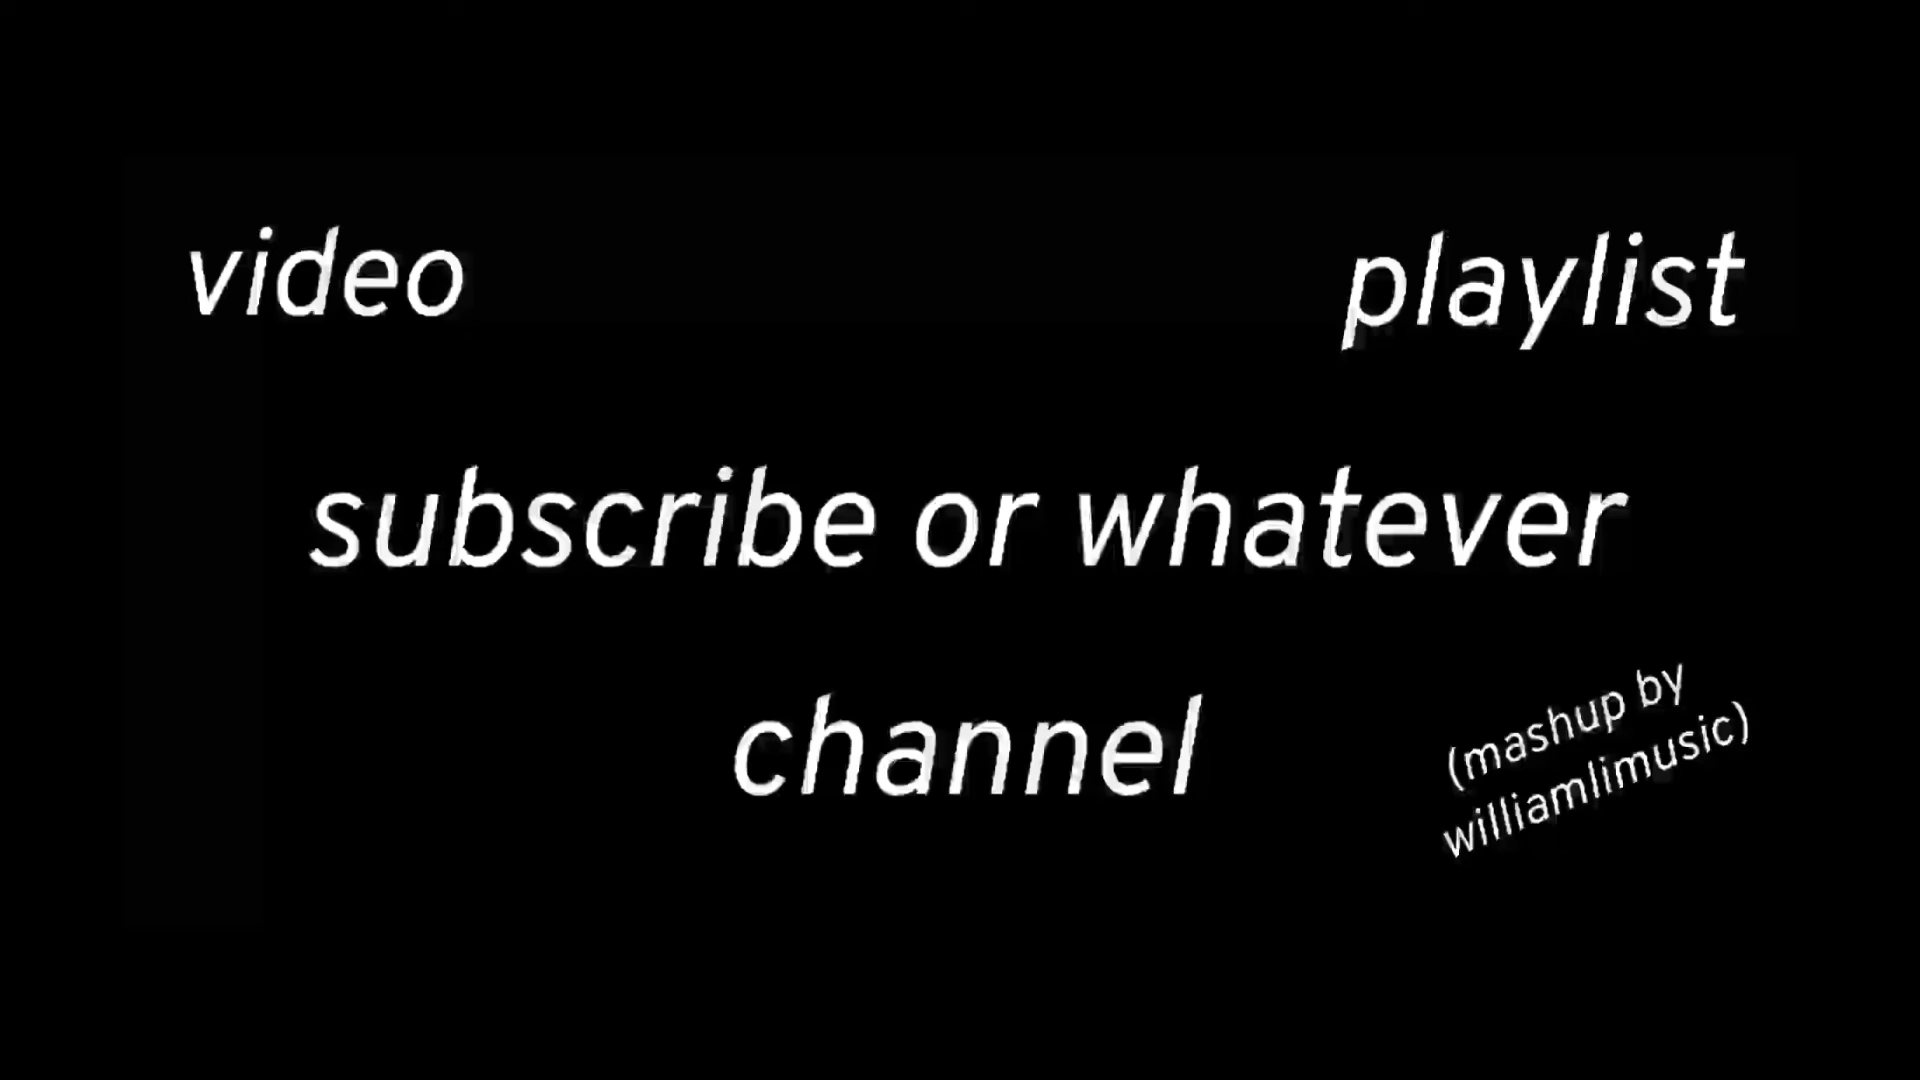 video
playlist
subscribe or whatever
channel
(mashup by
williamlimusic)